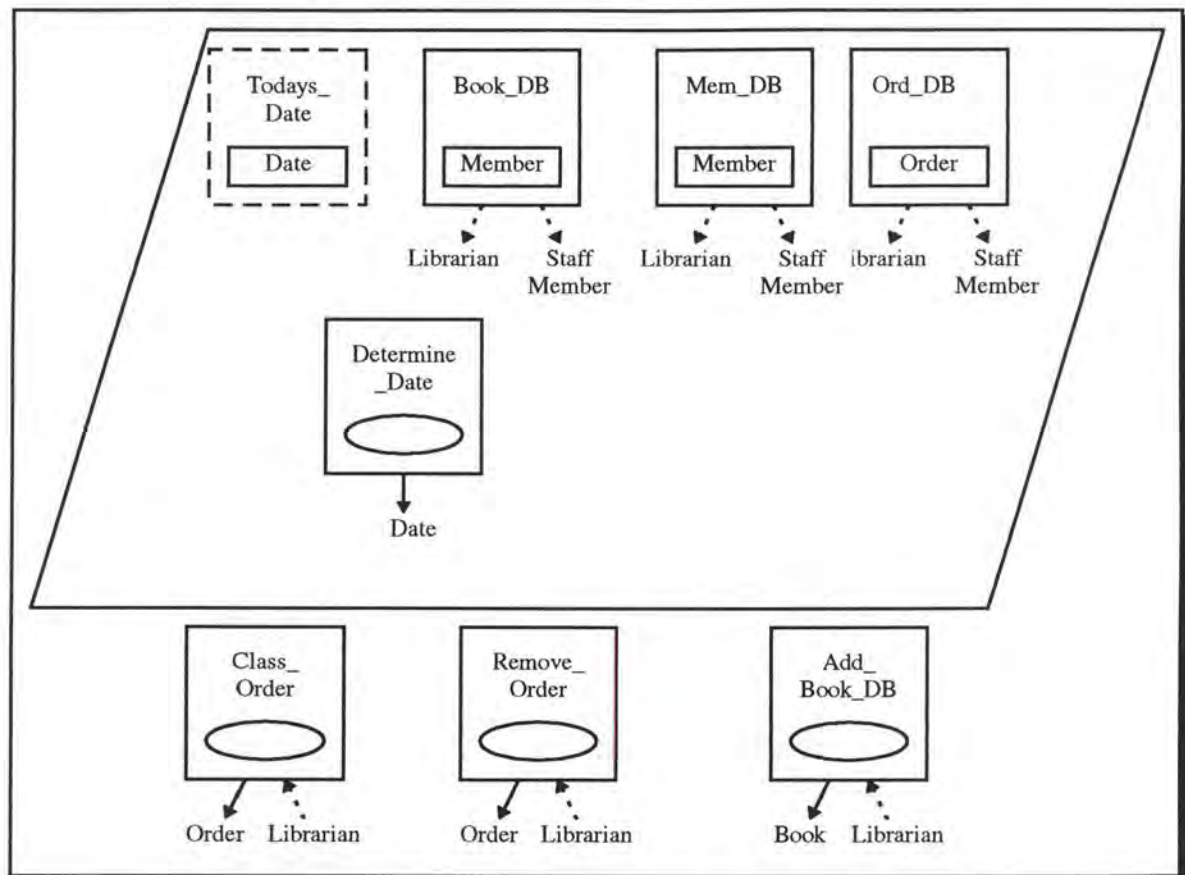 Todays_
Date
Date
Book_DB
Member
Mem_DB
Member
Ord_DB
Order
Librarian
Staff
Member
Librarian
Staff
Member
ibrarian
Staff
Member
Determine
_Date
Date
Class_
Order
Remove_
Order
Add_
Book_DB
Order
Librarian
Order
Librarian
Book
Librarian